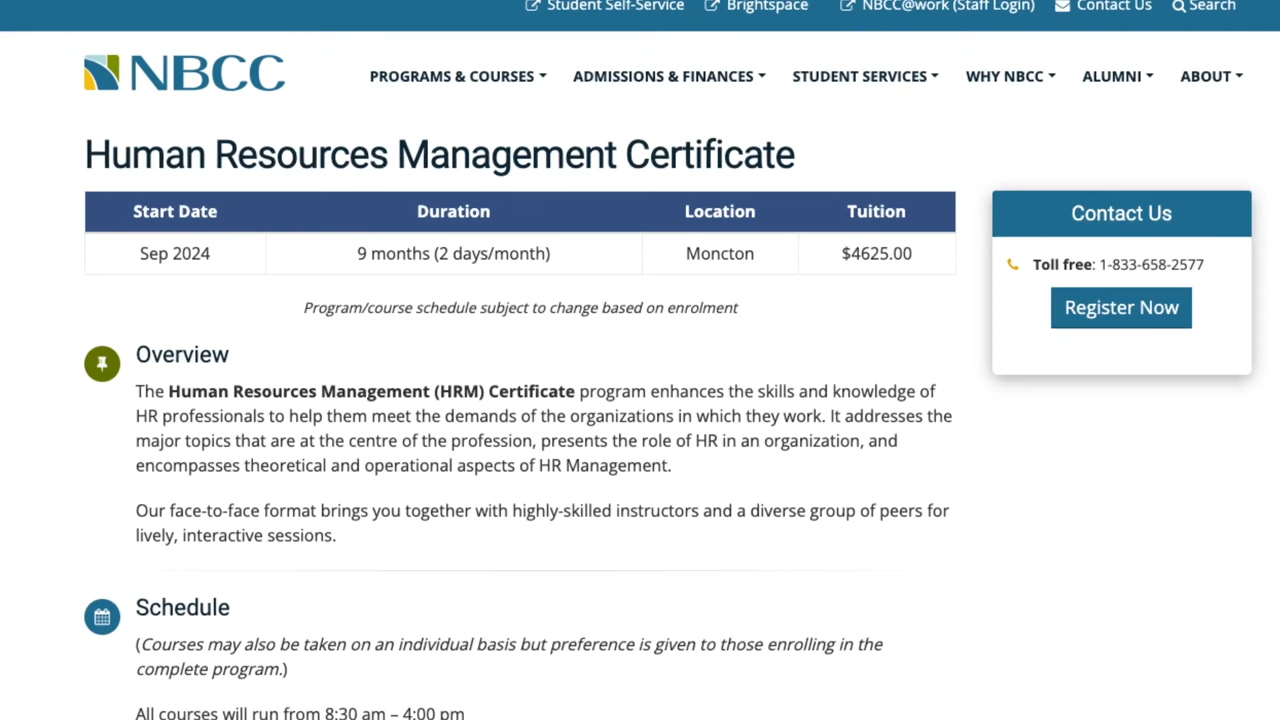 Student Self-Service Brightspace NBCC@work (Staff Login) Contact Us Search
NBCC PROGRAMS & COURSES ADMISSIONS & FINANCES STUDENT SERVICES WHY NBCC ALUMNI ABOUT
Human Resources Management Certificate
Start Date Duration Location Tuition
Sep 2024 9 months (2 days/month) Moncton $4625.00
Contact Us
Toll free: 1-833-658-2577
Register Now
Program/course schedule subject to change based on enrolment
Overview
The Human Resources Management (HRM) Certificate program enhances the skills and knowledge of
HR professionals to help them meet the demands of the organizations in which they work. It addresses the
major topics that are at the centre of the profession, presents the role of HR in an organization, and
encompasses theoretical and operational aspects of HR Management.
Our face-to-face format brings you together with highly-skilled instructors and a diverse group of peers for
lively, interactive sessions.
Schedule
(Courses may also be taken on an individual basis but preference is given to those enrolling in the
complete program.)
All courses will run from 8:30 am – 4:00 pm